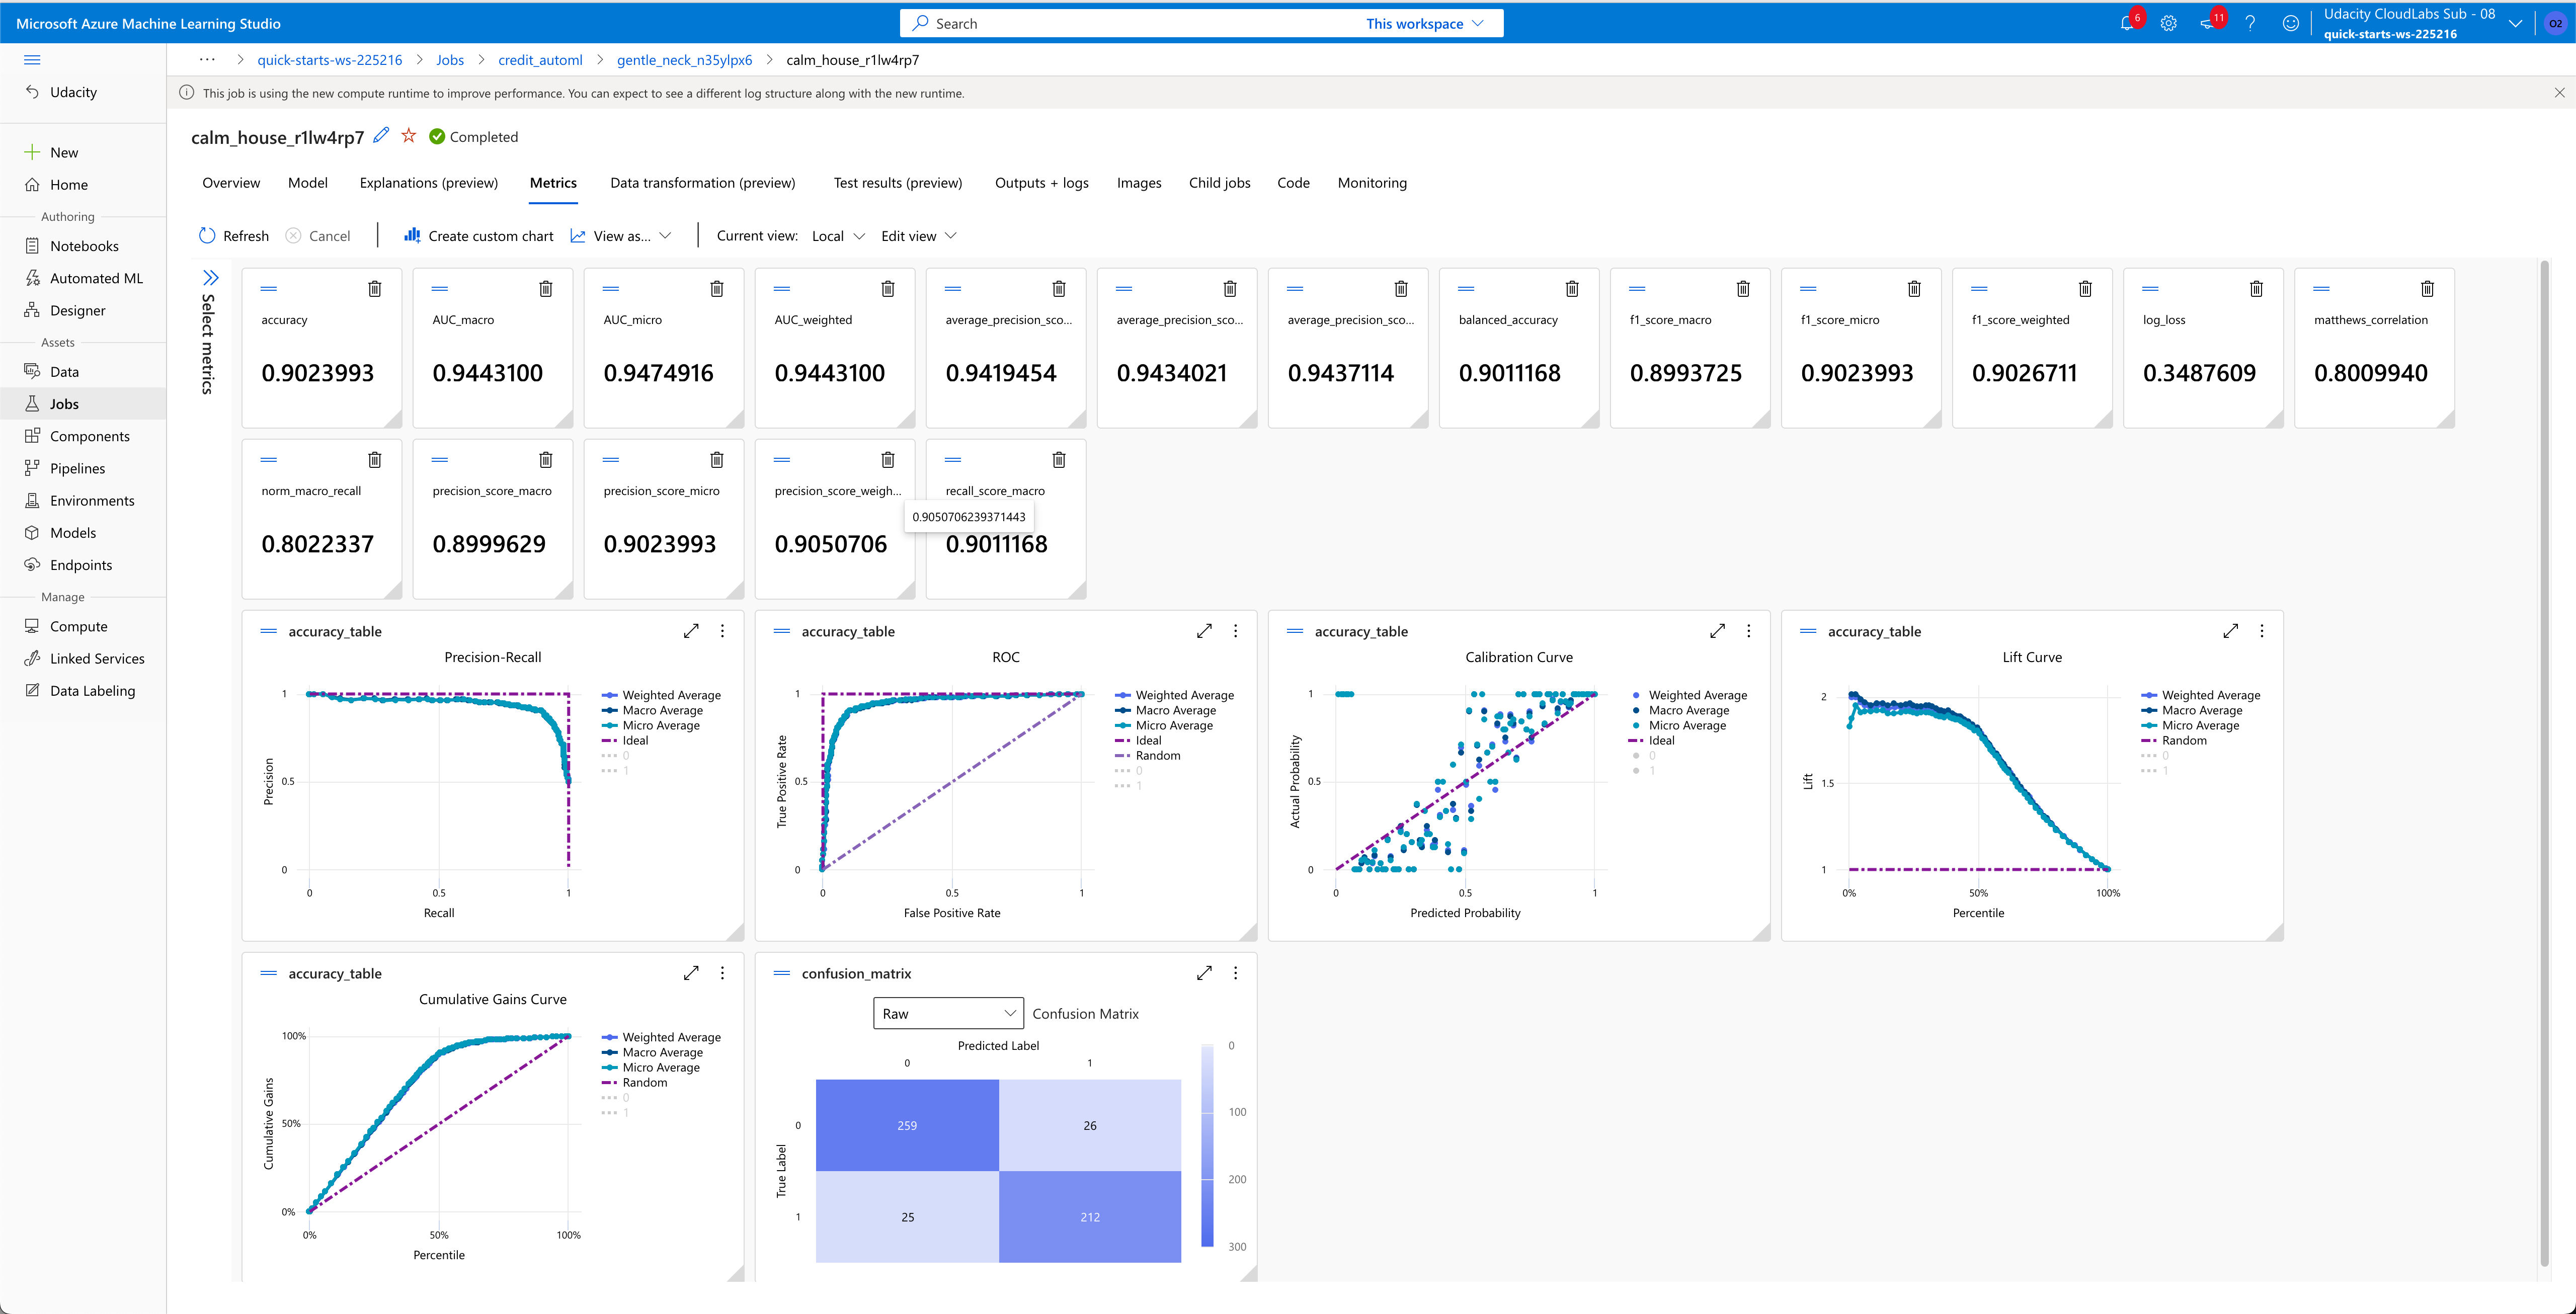 Microsoft Azure Machine Learning Studio
Search
This workspace
6
11
?
Udacity CloudLabs Sub - 08
quick-starts-ws-225216
O2
... > quick-starts-ws-225216 > Jobs > credit_automl > gentle_neck_n35ylpx6 > calm_house_r1lw4rp7
This job is using the new compute runtime to improve performance. You can expect to see a different log structure along with the new runtime.
Udacity
New
Home
Authoring
Notebooks
Automated ML
Designer
Assets
Data
Jobs
Components
Pipelines
Environments
Models
Endpoints
Manage
Compute
Linked Services
Data Labeling
calm_house_r1lw4rp7
Completed
Overview Model Explanations (preview) Metrics Data transformation (preview) Test results (preview) Outputs + logs Images Child jobs Code Monitoring
Refresh Cancel Create custom chart View as... Current view: Local Edit view
Select metrics
accuracy
0.9023993
AUC_macro
0.9443100
AUC_micro
0.9474916
AUC_weighted
0.9443100
average_precision_sco...
0.9419454
average_precision_sco...
0.9434021
average_precision_sco...
0.9437114
balanced_accuracy
0.9011168
f1_score_macro
0.8993725
f1_score_micro
0.9023993
f1_score_weighted
0.9026711
log_loss
0.3487609
matthews_correlation
0.8009940
norm_macro_recall
0.8022337
precision_score_macro
0.8999629
precision_score_micro
0.9023993
precision_score_weigh...
0.9050706
recall_score_macro
0.9050706239371443
0.9011168
accuracy_table
Precision-Recall
Precision
1
0.5
0
0 0.5 1
Recall
Weighted Average
Macro Average
Micro Average
Ideal
0
1
accuracy_table
ROC
True Positive Rate
1
0.5
0
0 0.5 1
False Positive Rate
Weighted Average
Macro Average
Micro Average
Ideal
Random
0
1
accuracy_table
Calibration Curve
Actual Probability
1
0.5
0
0 0.5 1
Predicted Probability
Weighted Average
Macro Average
Micro Average
Ideal
0
1
accuracy_table
Lift Curve
Lift
2
1.5
1
0% 50% 100%
Percentile
Weighted Average
Macro Average
Micro Average
Random
0
1
accuracy_table
Cumulative Gains Curve
Cumulative Gains
100%
50%
0%
0% 50% 100%
Percentile
Weighted Average
Macro Average
Micro Average
Random
0
1
confusion_matrix
Raw
Confusion Matrix
Predicted Label
0 1
True Label
0
259 26
1
25 212
0
100
200
300